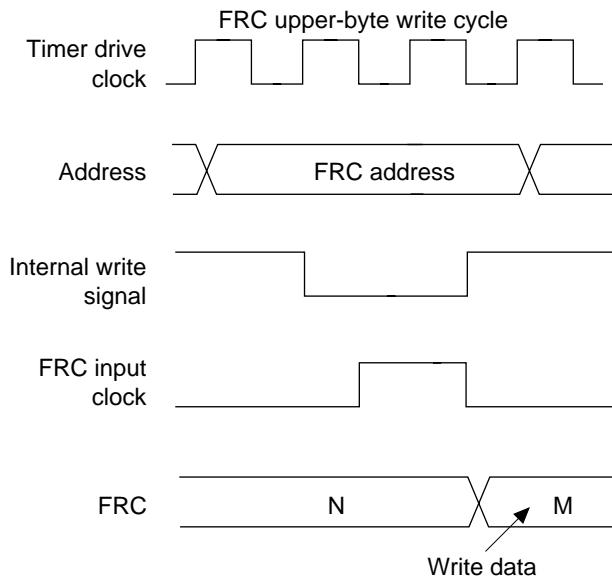 FRC upper-byte write cycle
Timer drive
clock
Address
FRC address
Internal write
signal
FRC input
clock
FRC
N
M
Write data